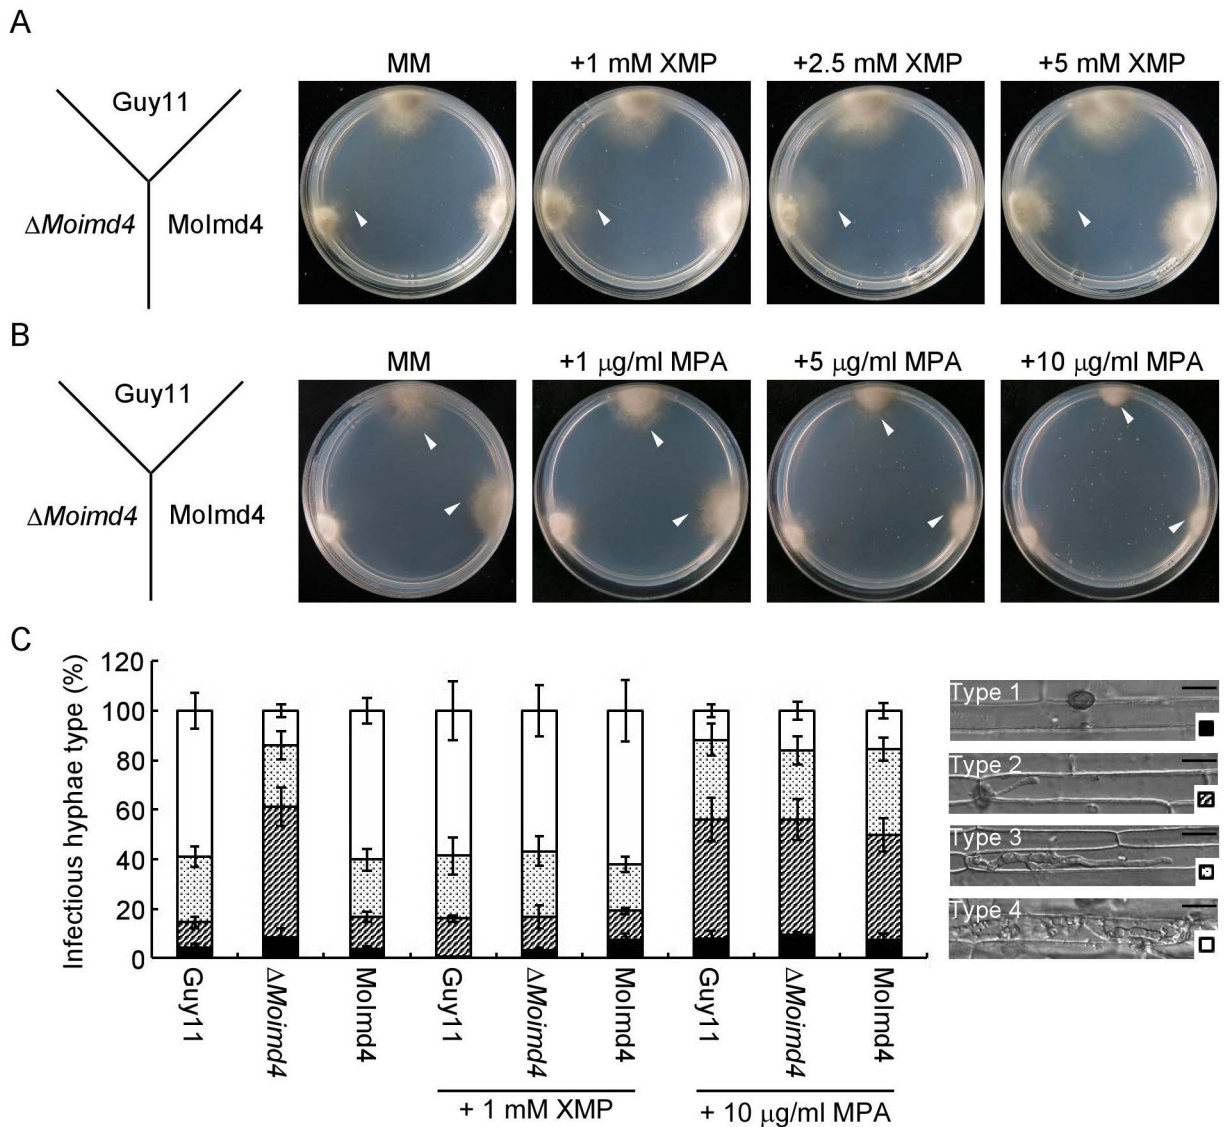 A
MM
+1 mM XMP
+2.5 mM XMP
+5 mM XMP
Guy11
ΔMoimd4
MoImd4
B
MM
+1 μg/ml MPA
+5 μg/ml MPA
+10 μg/ml MPA
Guy11
ΔMoimd4
MoImd4
C
Infectious hyphae type (%)
120
100
80
60
40
20
0
Guy11
ΔMoimd4
MoImd4
Guy11
ΔMoimd4
MoImd4
Guy11
ΔMoimd4
MoImd4
+ 1 mM XMP
+ 10 μg/ml MPA
Type 1
Type 2
Type 3
Type 4